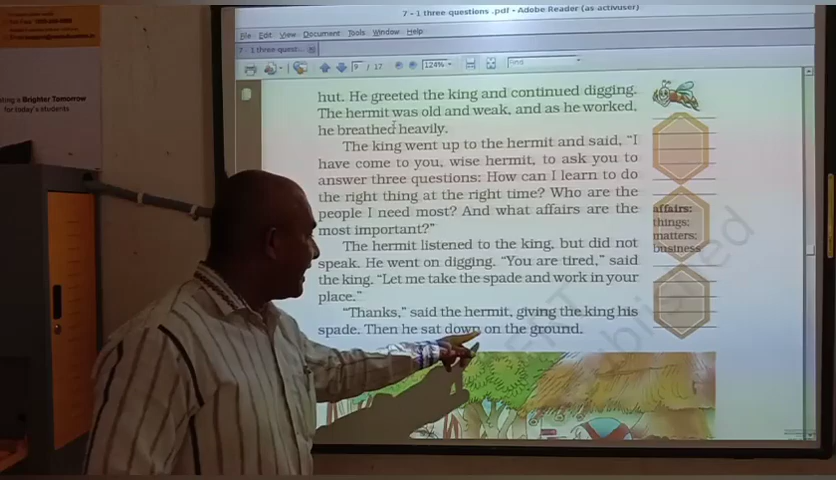 7 - 1 three questions .pdf - Adobe Reader (as activuser)
File Edit View Document Tools Window Help
7 - 1 three quest...
9 / 17 124% Find
a Brighter Tomorrow
for today's students
hut. He greeted the king and continued digging.
The hermit was old and weak, and as he worked,
he breathed heavily.
The king went up to the hermit and said, “I
have come to you, wise hermit, to ask you to
answer three questions: How can I learn to do
the right thing at the right time? Who are the
people I need most? And what affairs are the
most important?”
The hermit listened to the king, but did not
speak. He went on digging. “You are tired,” said
the king. “Let me take the spade and work in your
place.”
“Thanks,” said the hermit, giving the king his
spade. Then he sat down on the ground.
affairs:
things;
matters;
business